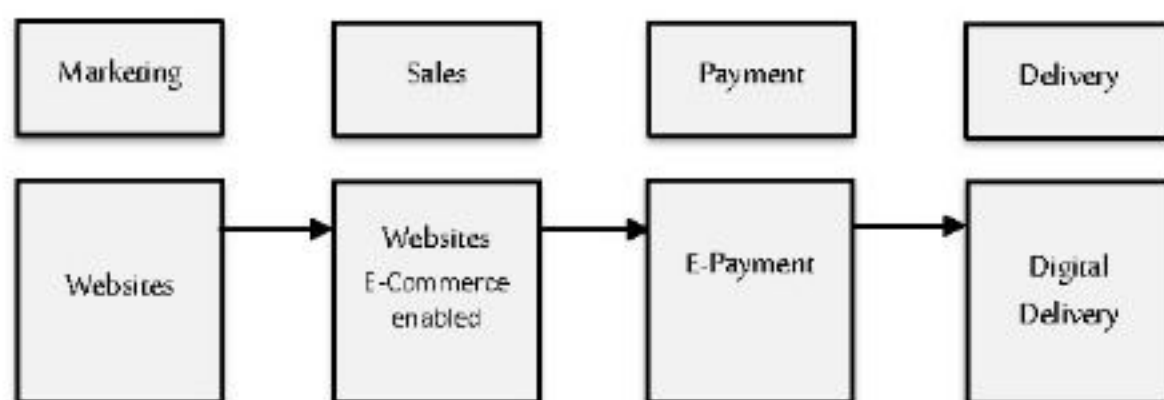 Marketing
Sales
Payment
Delivery
Websites
Websites
E-Commerce
enabled
E-Payment
Digital
Delivery